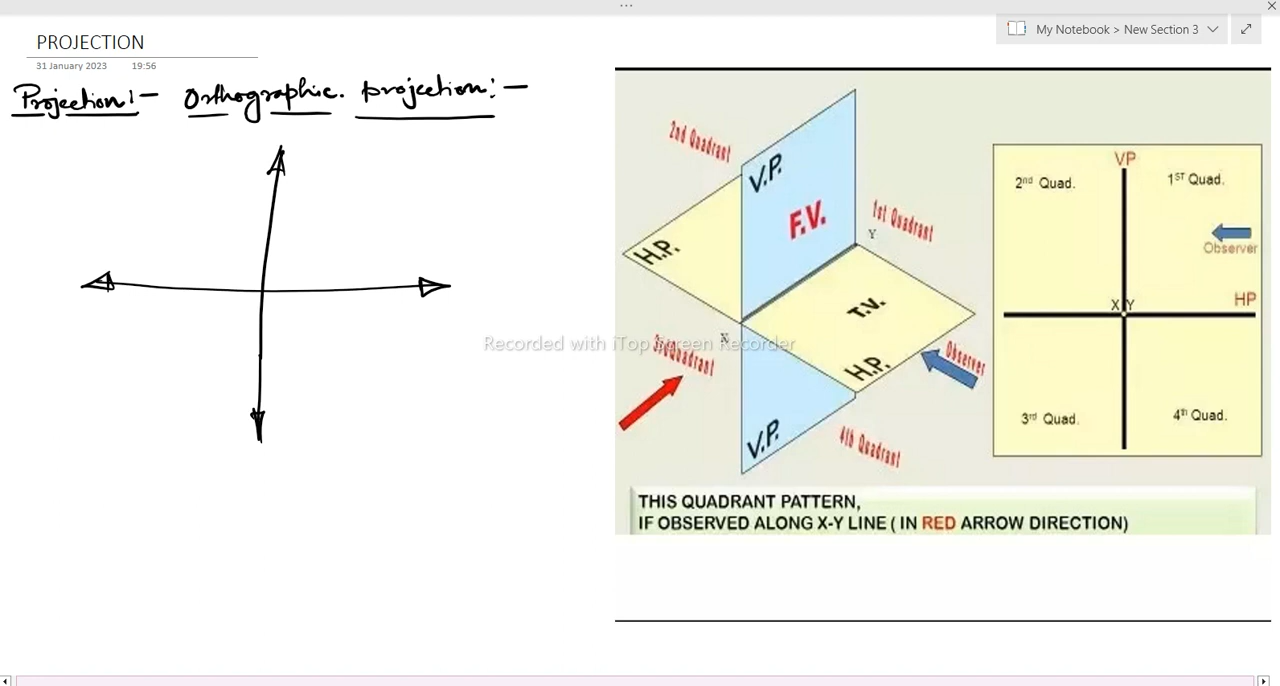 ...
My Notebook > New Section 3
PROJECTION
31 January 2023 19:56
Projection:- Orthographic. projection:-
2nd Quadrant
V.P.
F.V.
1st Quadrant
Y
H.P.
T.V.
X
3rd Quadrant
H.P.
Observer
V.P.
4th Quadrant
VP
2nd Quad.
1ST Quad.
Observer
X Y
HP
3rd Quad.
4th Quad.
Recorded with iTop Screen Recorder
THIS QUADRANT PATTERN,
IF OBSERVED ALONG X-Y LINE ( IN RED ARROW DIRECTION)